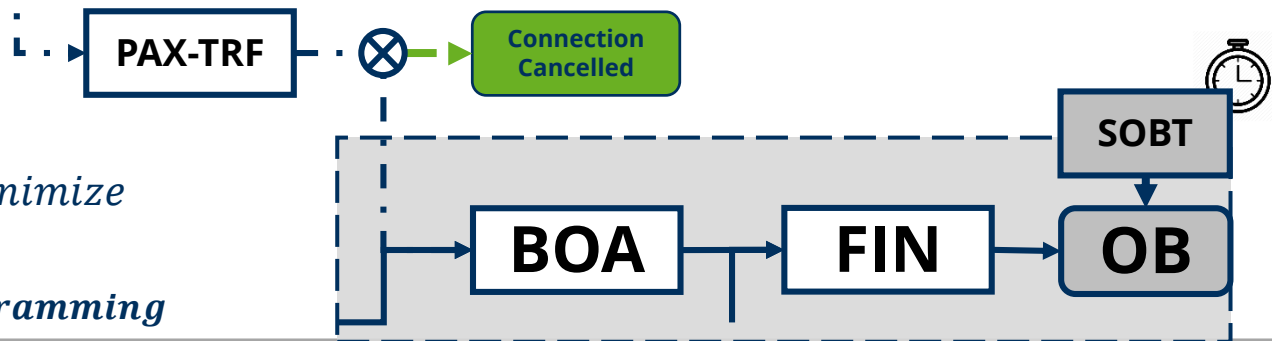 PAX-TRF
Connection
Cancelled
SOBT
nimize
BOA
FIN
OB
ramming